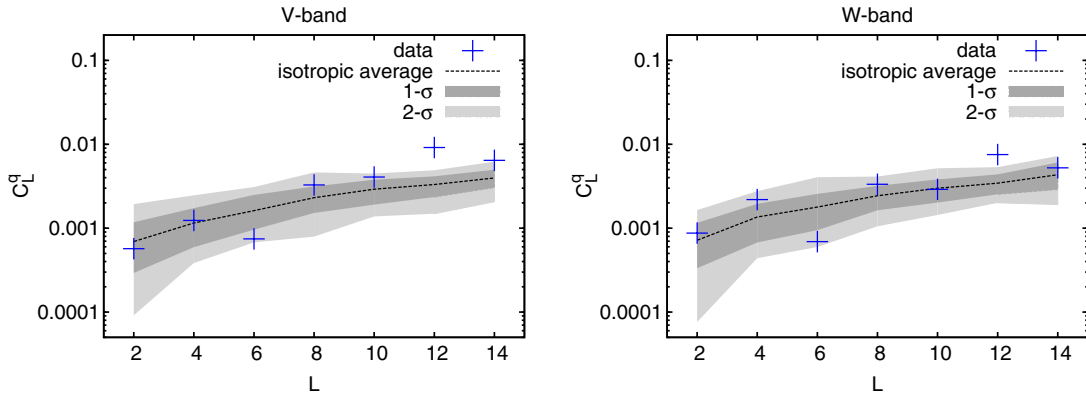 V-band
0.1
0.01
0.001
0.0001
C_L^q
data
isotropic average
1-σ
2-σ
2 4 6 8 10 12 14
L
W-band
0.1
0.01
0.001
0.0001
C_L^q
data
isotropic average
1-σ
2-σ
2 4 6 8 10 12 14
L